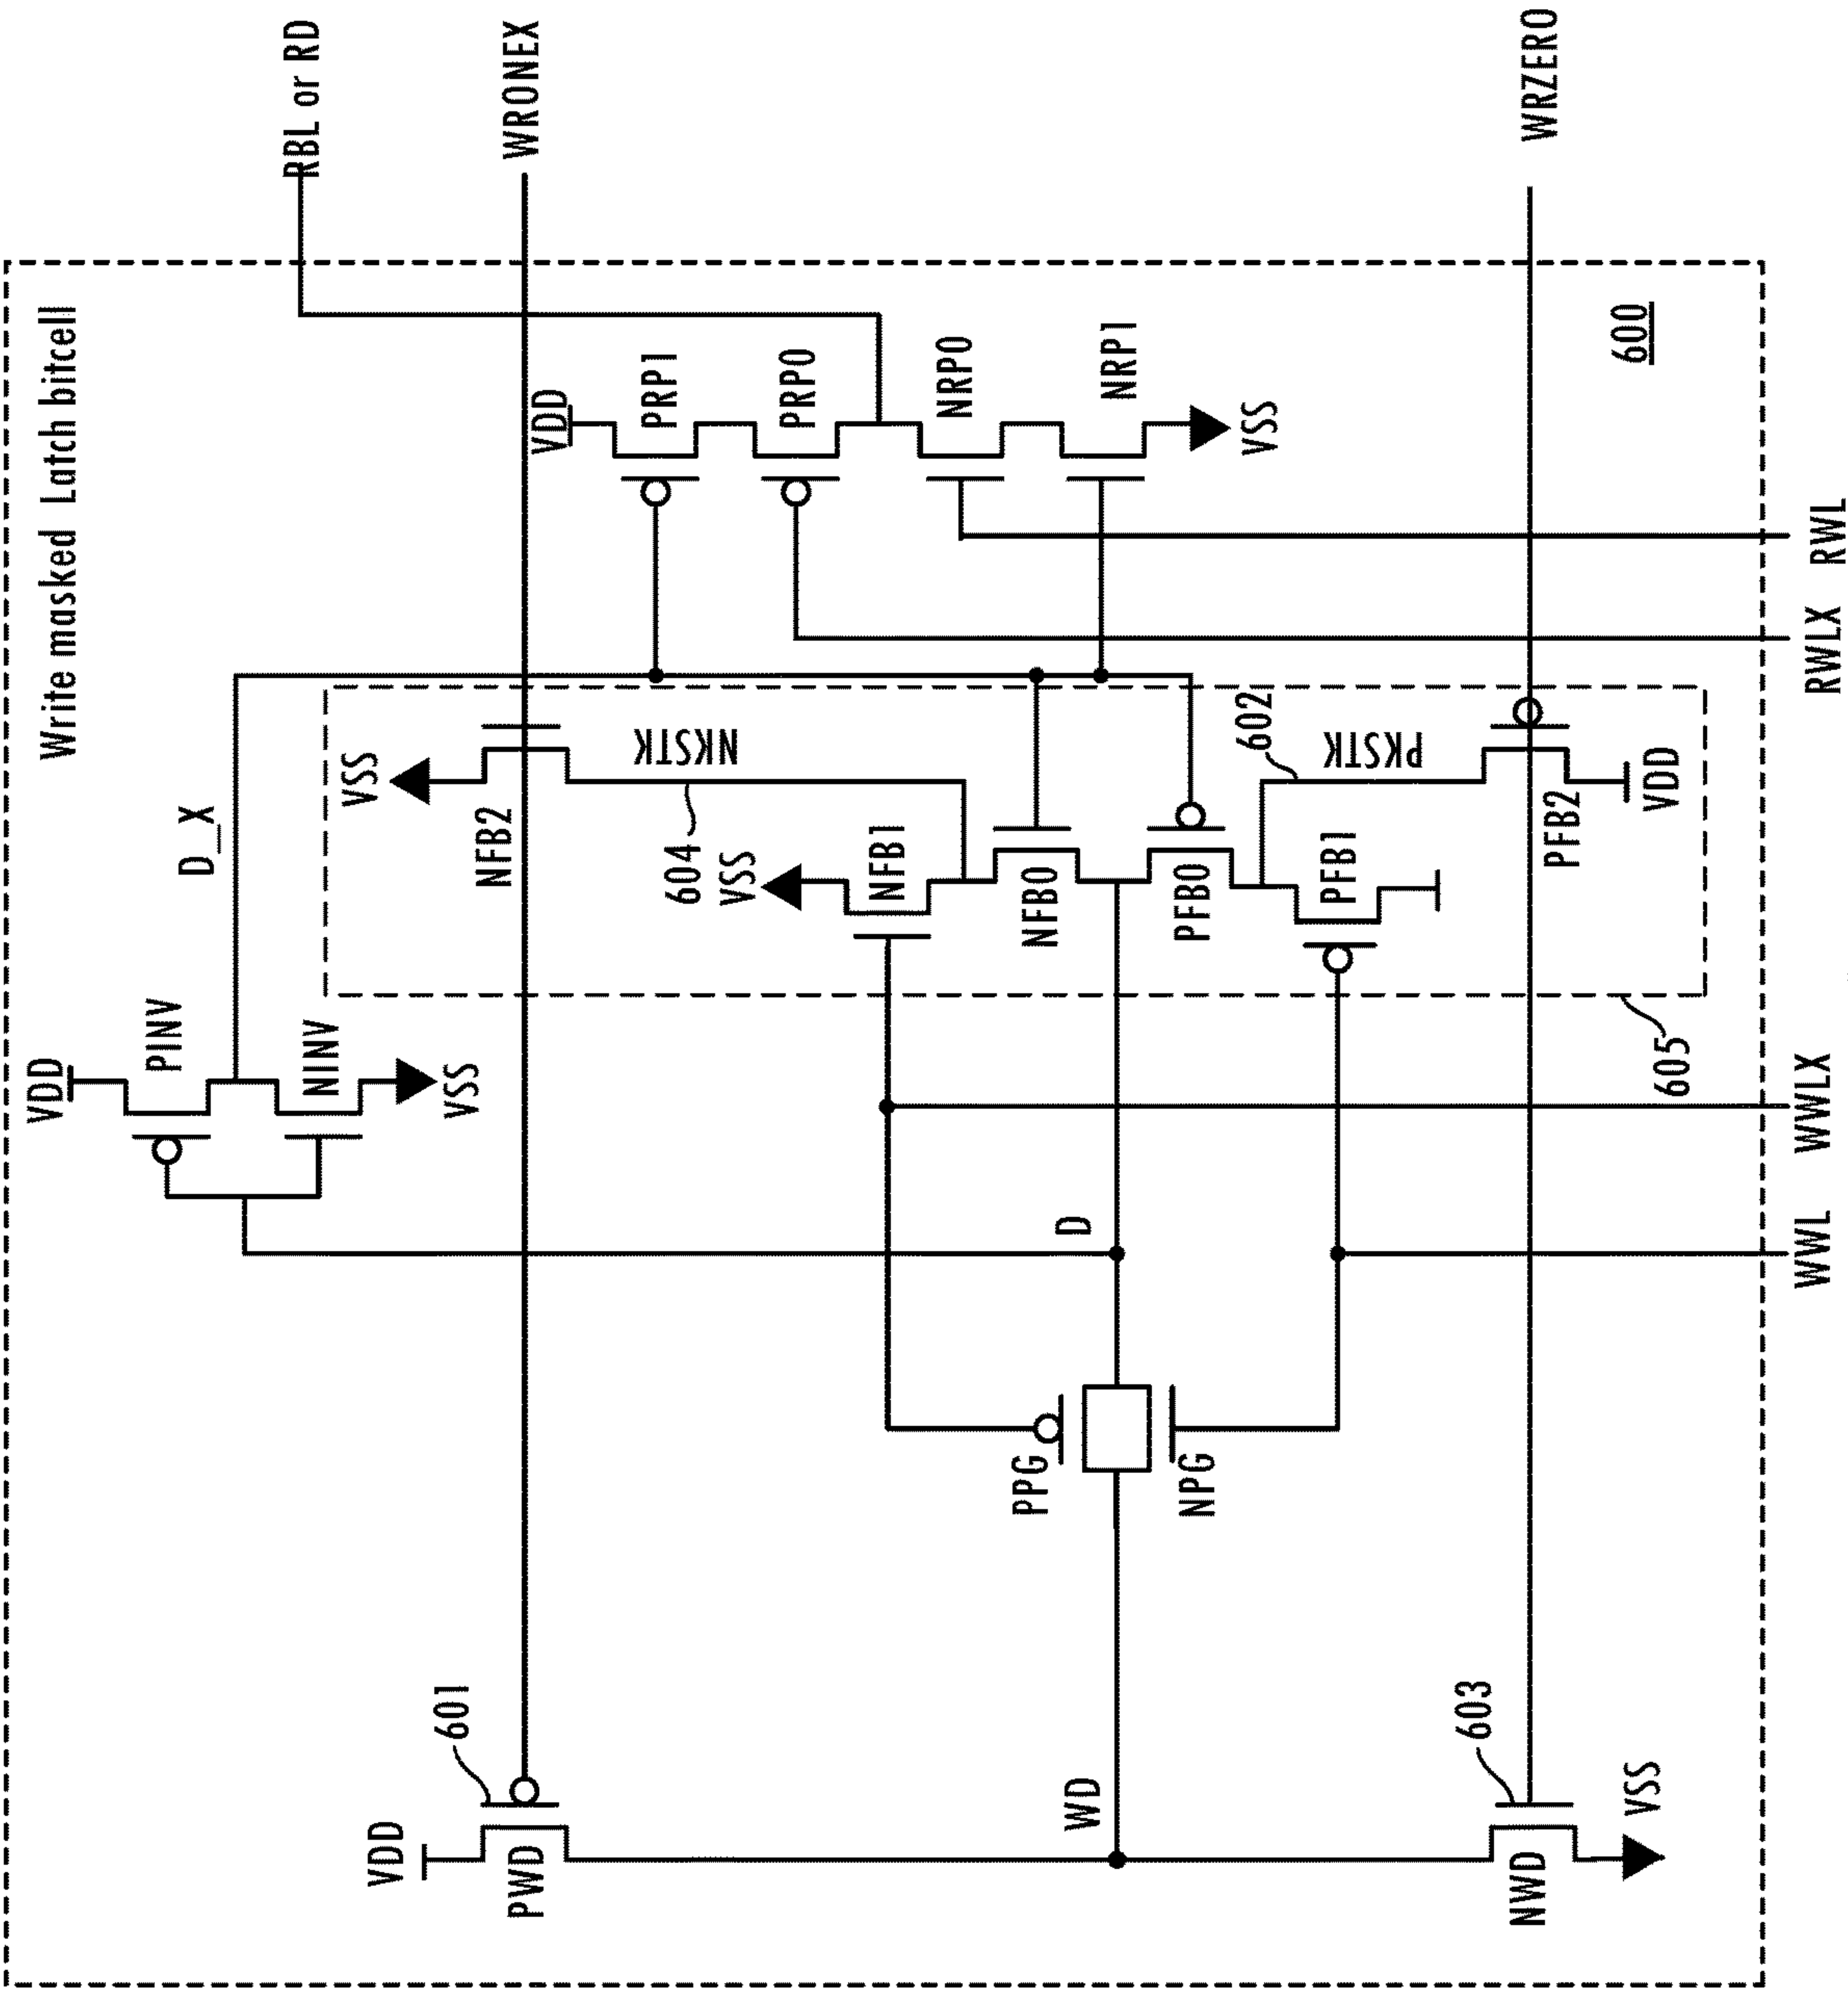 Write masked Latch bitcell
RBL or RD
WRONEX
WRZERO
VDD
PINV
NINV
VSS
D_X
VSS
NFB2
NKSTK
604
VSS
NFB1
NFB0
PFB0
PFB1
602
PKSTK
PFB2
VDD
605
VDD
PRP1
PRP0
NRP0
NRP1
VSS
600
D
PPG
NPG
601
VDD
PWD
WD
603
NWD
VSS
WWL
WWLX
RWLX
RWL